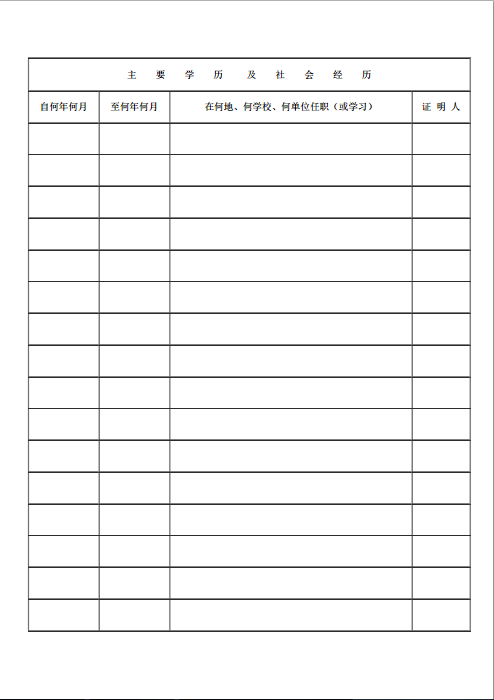 主 要 学 历 及 社 会 经 历
自何年何月 至何年何月 在何地、何学校、何单位任职（或学习） 证 明 人